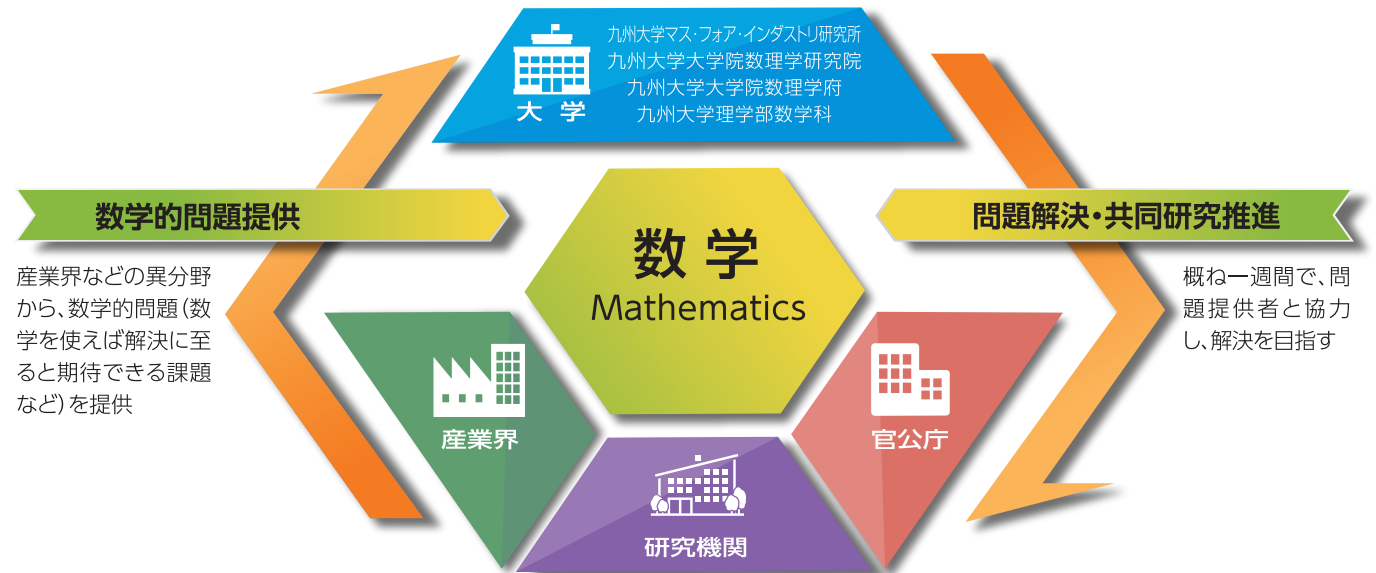 九州大学マス・フォア・インダストリ研究所
九州大学大学院数理学研究院
九州大学大学院数理学府
九州大学理学部数学科
大 学
数学的問題提供
産業界などの異分野
から、数学的問題(数
学を使えば解決に至
ると期待できる課題
など)を提供
数 学
Mathematics
問題解決・共同研究推進
概ね一週間で、問
題提供者と協力
し、解決を目指す
産業界
研究機関
官公庁